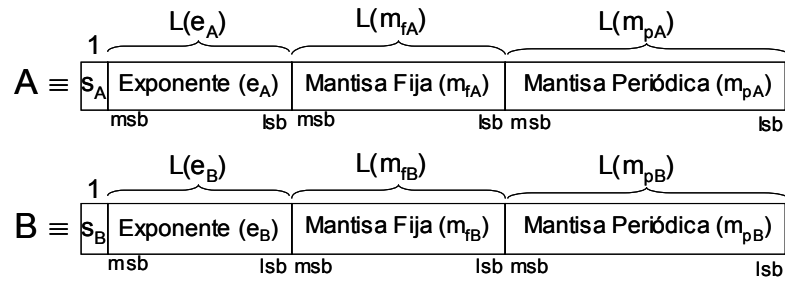 L(e_A) L(m_fA) L(m_pA)
1
A ≡ s_A Exponente (e_A) Mantisa Fija (m_fA) Mantisa Periódica (m_pA)
msb lsb msb lsb msb lsb
L(e_B) L(m_fB) L(m_pB)
1
B ≡ s_B Exponente (e_B) Mantisa Fija (m_fB) Mantisa Periódica (m_pB)
msb lsb msb lsb msb lsb